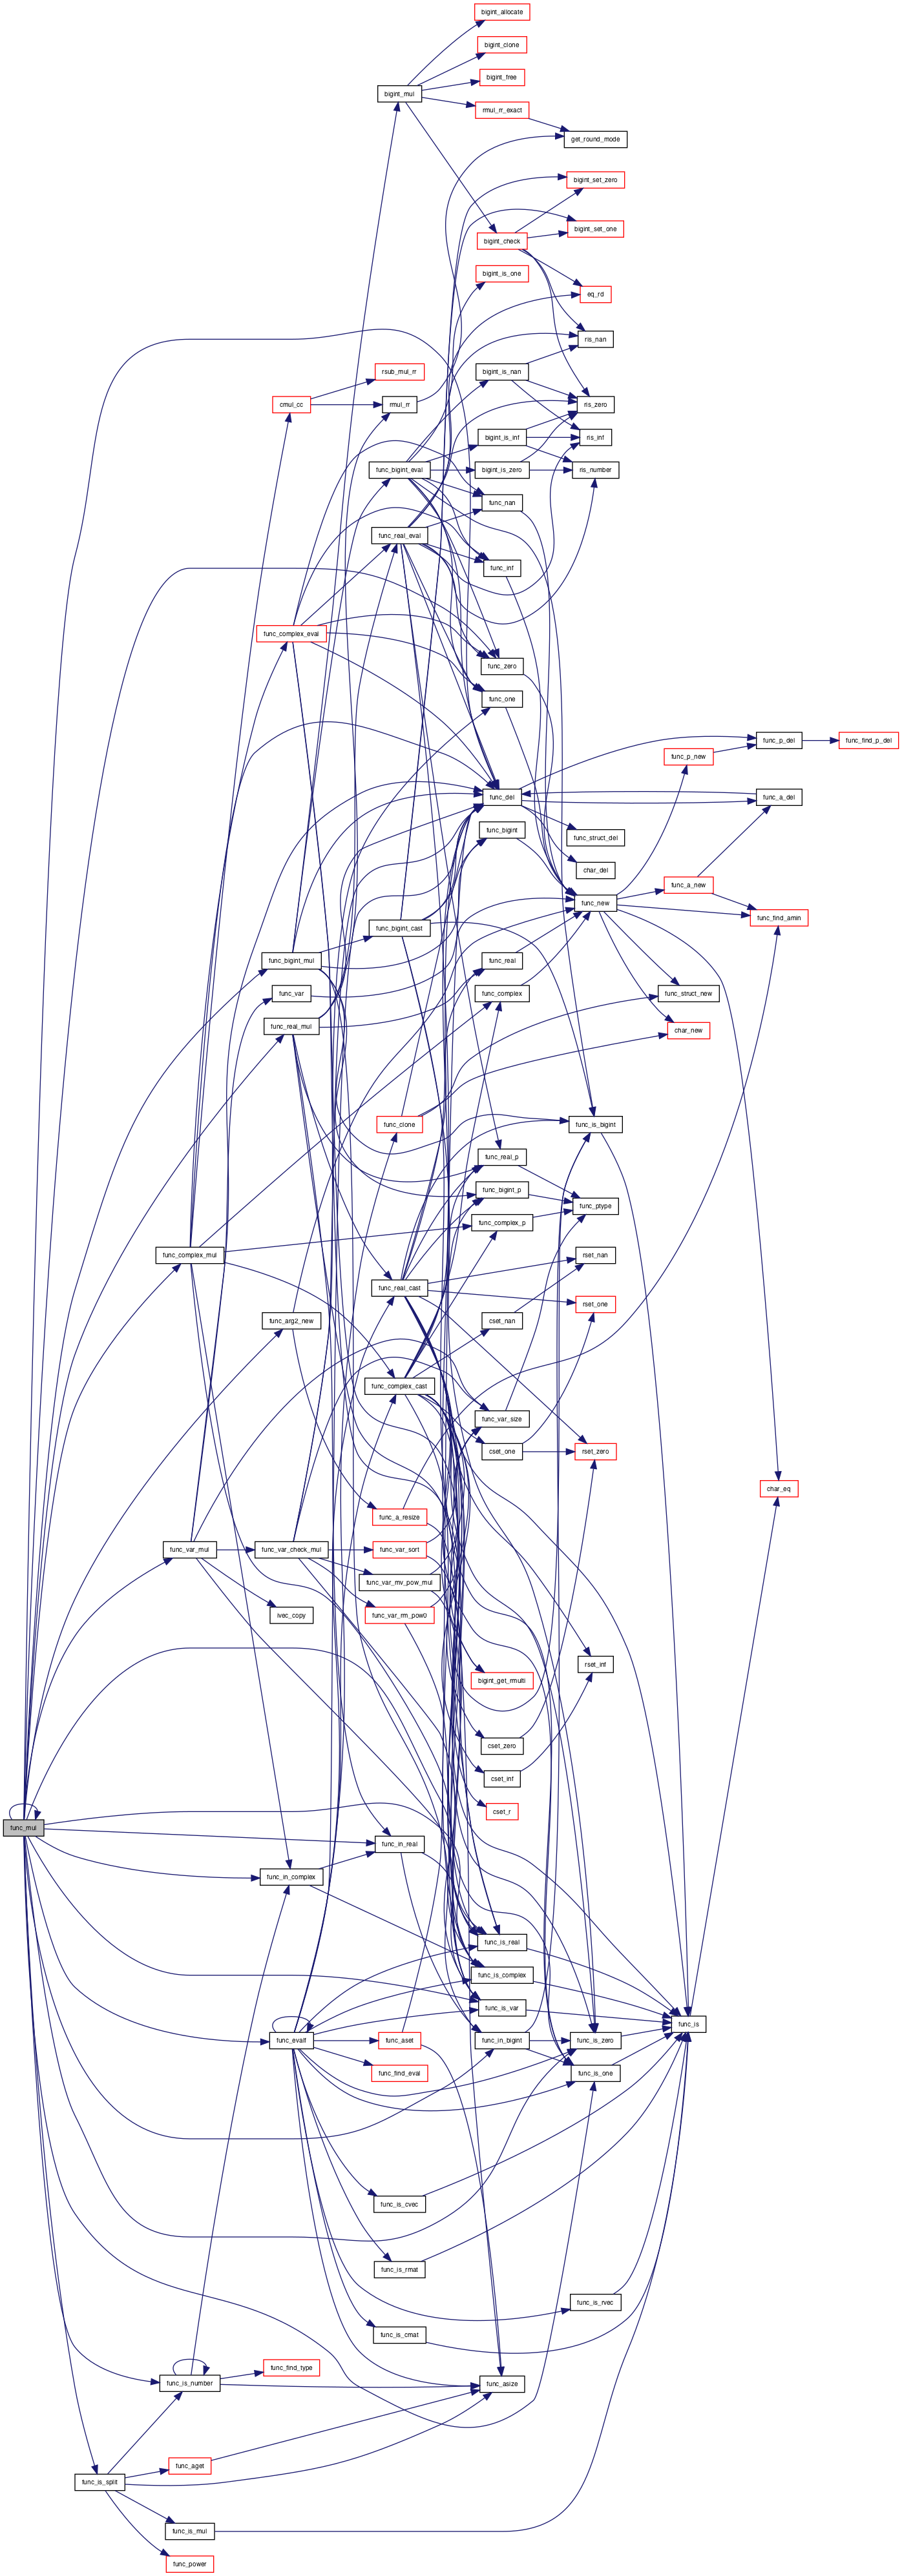 bigint_allocate
bigint_clone
bigint_free
bigint_mul
rmul_rr_exact
get_round_mode
bigint_set_zero
bigint_set_one
bigint_check
bigint_is_one
eq_rd
ris_nan
rsub_mul_rr
bigint_is_nan
cmul_cc
rmul_rr
ris_zero
bigint_is_inf
ris_inf
func_bigint_eval
bigint_is_zero
ris_number
func_nan
func_real_eval
func_inf
func_complex_eval
func_zero
func_one
func_p_del
func_find_p_del
func_p_new
func_del
func_a_del
func_bigint
func_struct_del
char_del
func_a_new
func_new
func_find_amin
func_bigint_cast
func_bigint_mul
func_real
func_var
func_complex
func_struct_new
func_real_mul
char_new
func_clone
func_is_bigint
func_real_p
func_bigint_p
func_ptype
func_complex_p
func_complex_mul
rset_nan
func_real_cast
rset_one
func_arg2_new
cset_nan
func_complex_cast
func_var_size
cset_one
rset_zero
char_eq
func_a_resize
func_var_mul
func_var_check_mul
func_var_sort
func_var_mv_pow_mul
ivec_copy
func_var_rm_pow0
rset_inf
bigint_get_rmulti
cset_zero
cset_inf
cset_r
func_mul
func_in_real
func_in_complex
func_is_real
func_is_complex
func_is_var
func_is
func_evalf
func_aset
func_in_bigint
func_is_zero
func_find_eval
func_is_one
func_is_cvec
func_is_rmat
func_is_rvec
func_is_cmat
func_find_type
func_is_number
func_asize
func_aget
func_is_split
func_is_mul
func_power